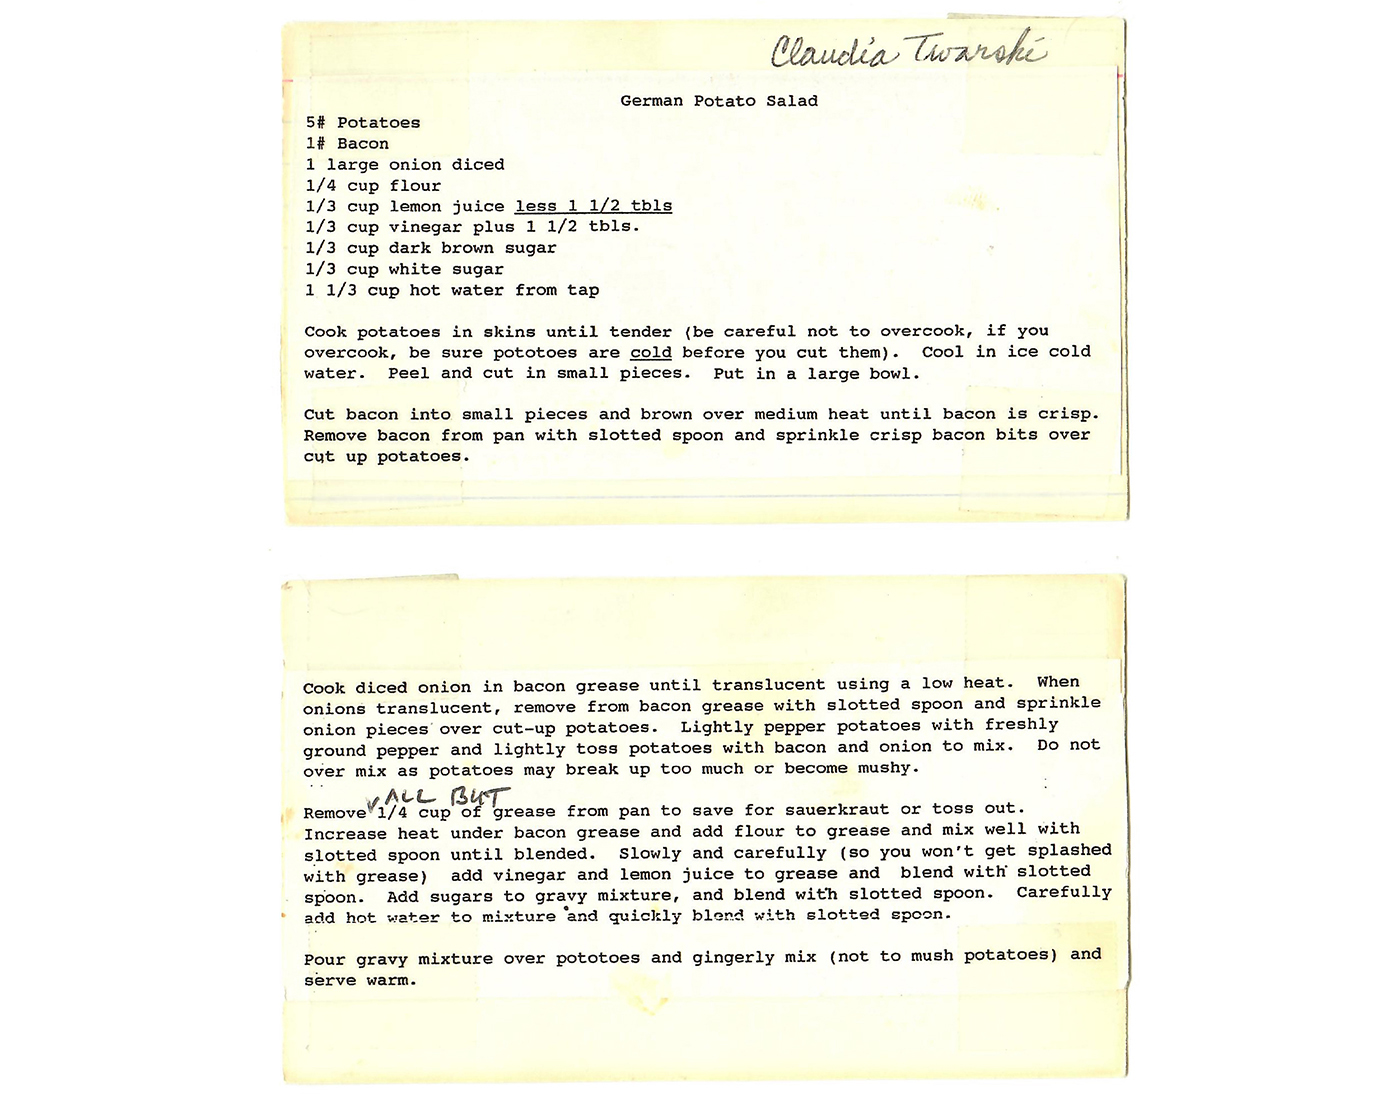 Claudia Twarski
German Potato Salad
5# Potatoes
1# Bacon
1 large onion diced
1/4 cup flour
1/3 cup lemon juice less 1 1/2 tbls
1/3 cup vinegar plus 1 1/2 tbls.
1/3 cup dark brown sugar
1/3 cup white sugar
1 1/3 cup hot water from tap
Cook potatoes in skins until tender (be careful not to overcook, if you
overcook, be sure pototoes are cold before you cut them). Cool in ice cold
water. Peel and cut in small pieces. Put in a large bowl.
Cut bacon into small pieces and brown over medium heat until bacon is crisp.
Remove bacon from pan with slotted spoon and sprinkle crisp bacon bits over
cut up potatoes.
Cook diced onion in bacon grease until translucent using a low heat. When
onions translucent, remove from bacon grease with slotted spoon and sprinkle
onion pieces over cut-up potatoes. Lightly pepper potatoes with freshly
ground pepper and lightly toss potatoes with bacon and onion to mix. Do not
over mix as potatoes may break up too much or become mushy.
ALL BUT
Remove 1/4 cup of grease from pan to save for sauerkraut or toss out.
Increase heat under bacon grease and add flour to grease and mix well with
slotted spoon until blended. Slowly and carefully (so you won't get splashed
with grease) add vinegar and lemon juice to grease and blend with slotted
spoon. Add sugars to gravy mixture, and blend with slotted spoon. Carefully
add hot water to mixture and quickly blend with slotted spoon.
Pour gravy mixture over pototoes and gingerly mix (not to mush potatoes) and
serve warm.